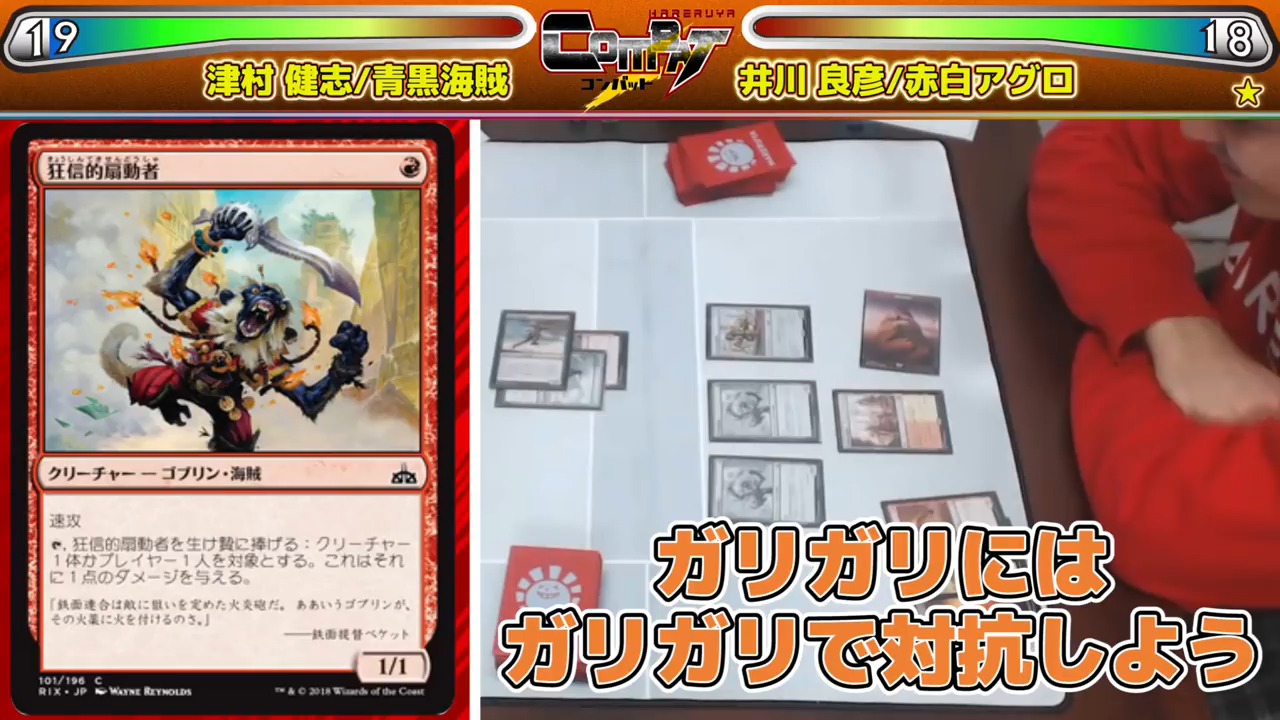 19
HARERUYA
COMBAT
コンバット
18
津村 健志/青黒海賊
井川 良彦/赤白アグロ
きょうしんてきせんどうしゃ
狂信的扇動者
クリーチャー — ゴブリン・海賊
速攻
, 狂信的扇動者を生け贄に捧げる:クリーチャー
1体かプレイヤー1人を対象とする。これはそれ
に1点のダメージを与える。
「鉄面連合は敵に狙いを定めた火炎砲だ。 ああいうゴブリンが、
その火薬に火を付けるのさ。」
――鉄面提督ベケット
1/1
101/196 C
RIX • JP Wayne Reynolds
™ & © 2018 Wizards of the Coast
ガリガリには
ガリガリで対抗しよう